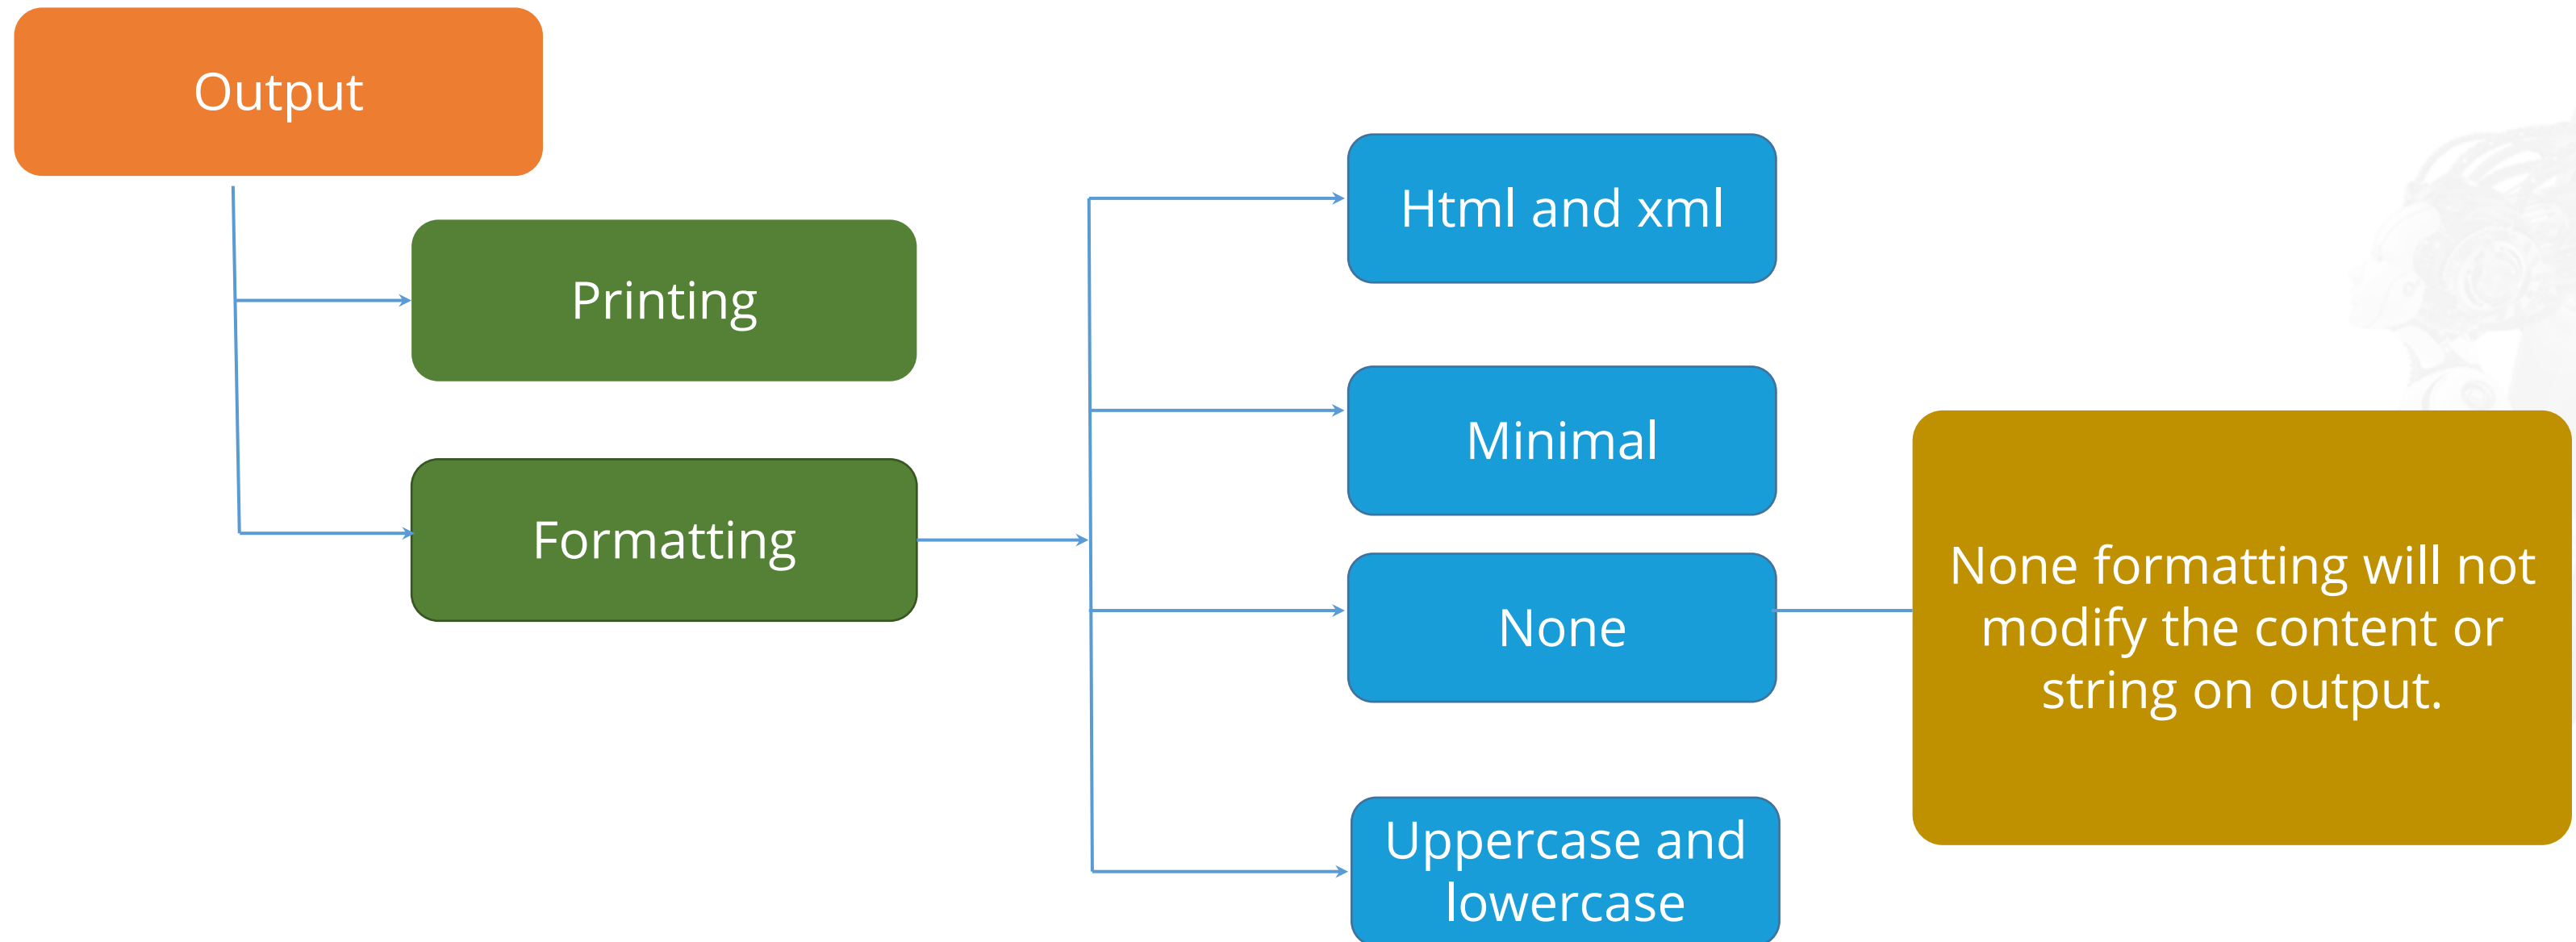 Output
Printing
Formatting
Html and xml
Minimal
None
Uppercase and
lowercase
None formatting will not
modify the content or
string on output.